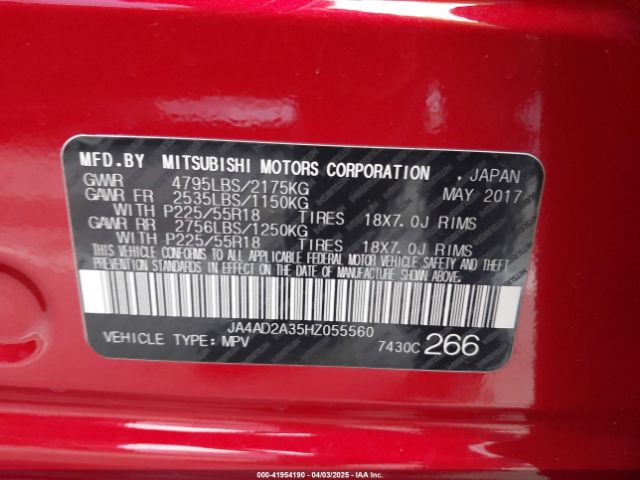 MFD.BY MITSUBISHI MOTORS CORPORATION , JAPAN
GVWR 4795LBS/2175KG MAY 2017
GAWR FR 2535LBS/1150KG
WITH P225/55R18 TIRES 18X7.0J RIMS
GAWR RR 2756LBS/1250KG
WITH P225/55R18 TIRES 18X7.0J RIMS
THIS VEHICLE CONFORMS TO ALL APPLICABLE FEDERAL MOTOR VEHICLE SAFETY AND THEFT
PREVENTION STANDARDS IN EFFECT ON THE DATE OF MANUFACTURE SHOWN ABOVE.
JA4AD2A35HZ055560
VEHICLE TYPE: MPV 7430C 266
000-41954190 - 04/03/2025 - IAA Inc.